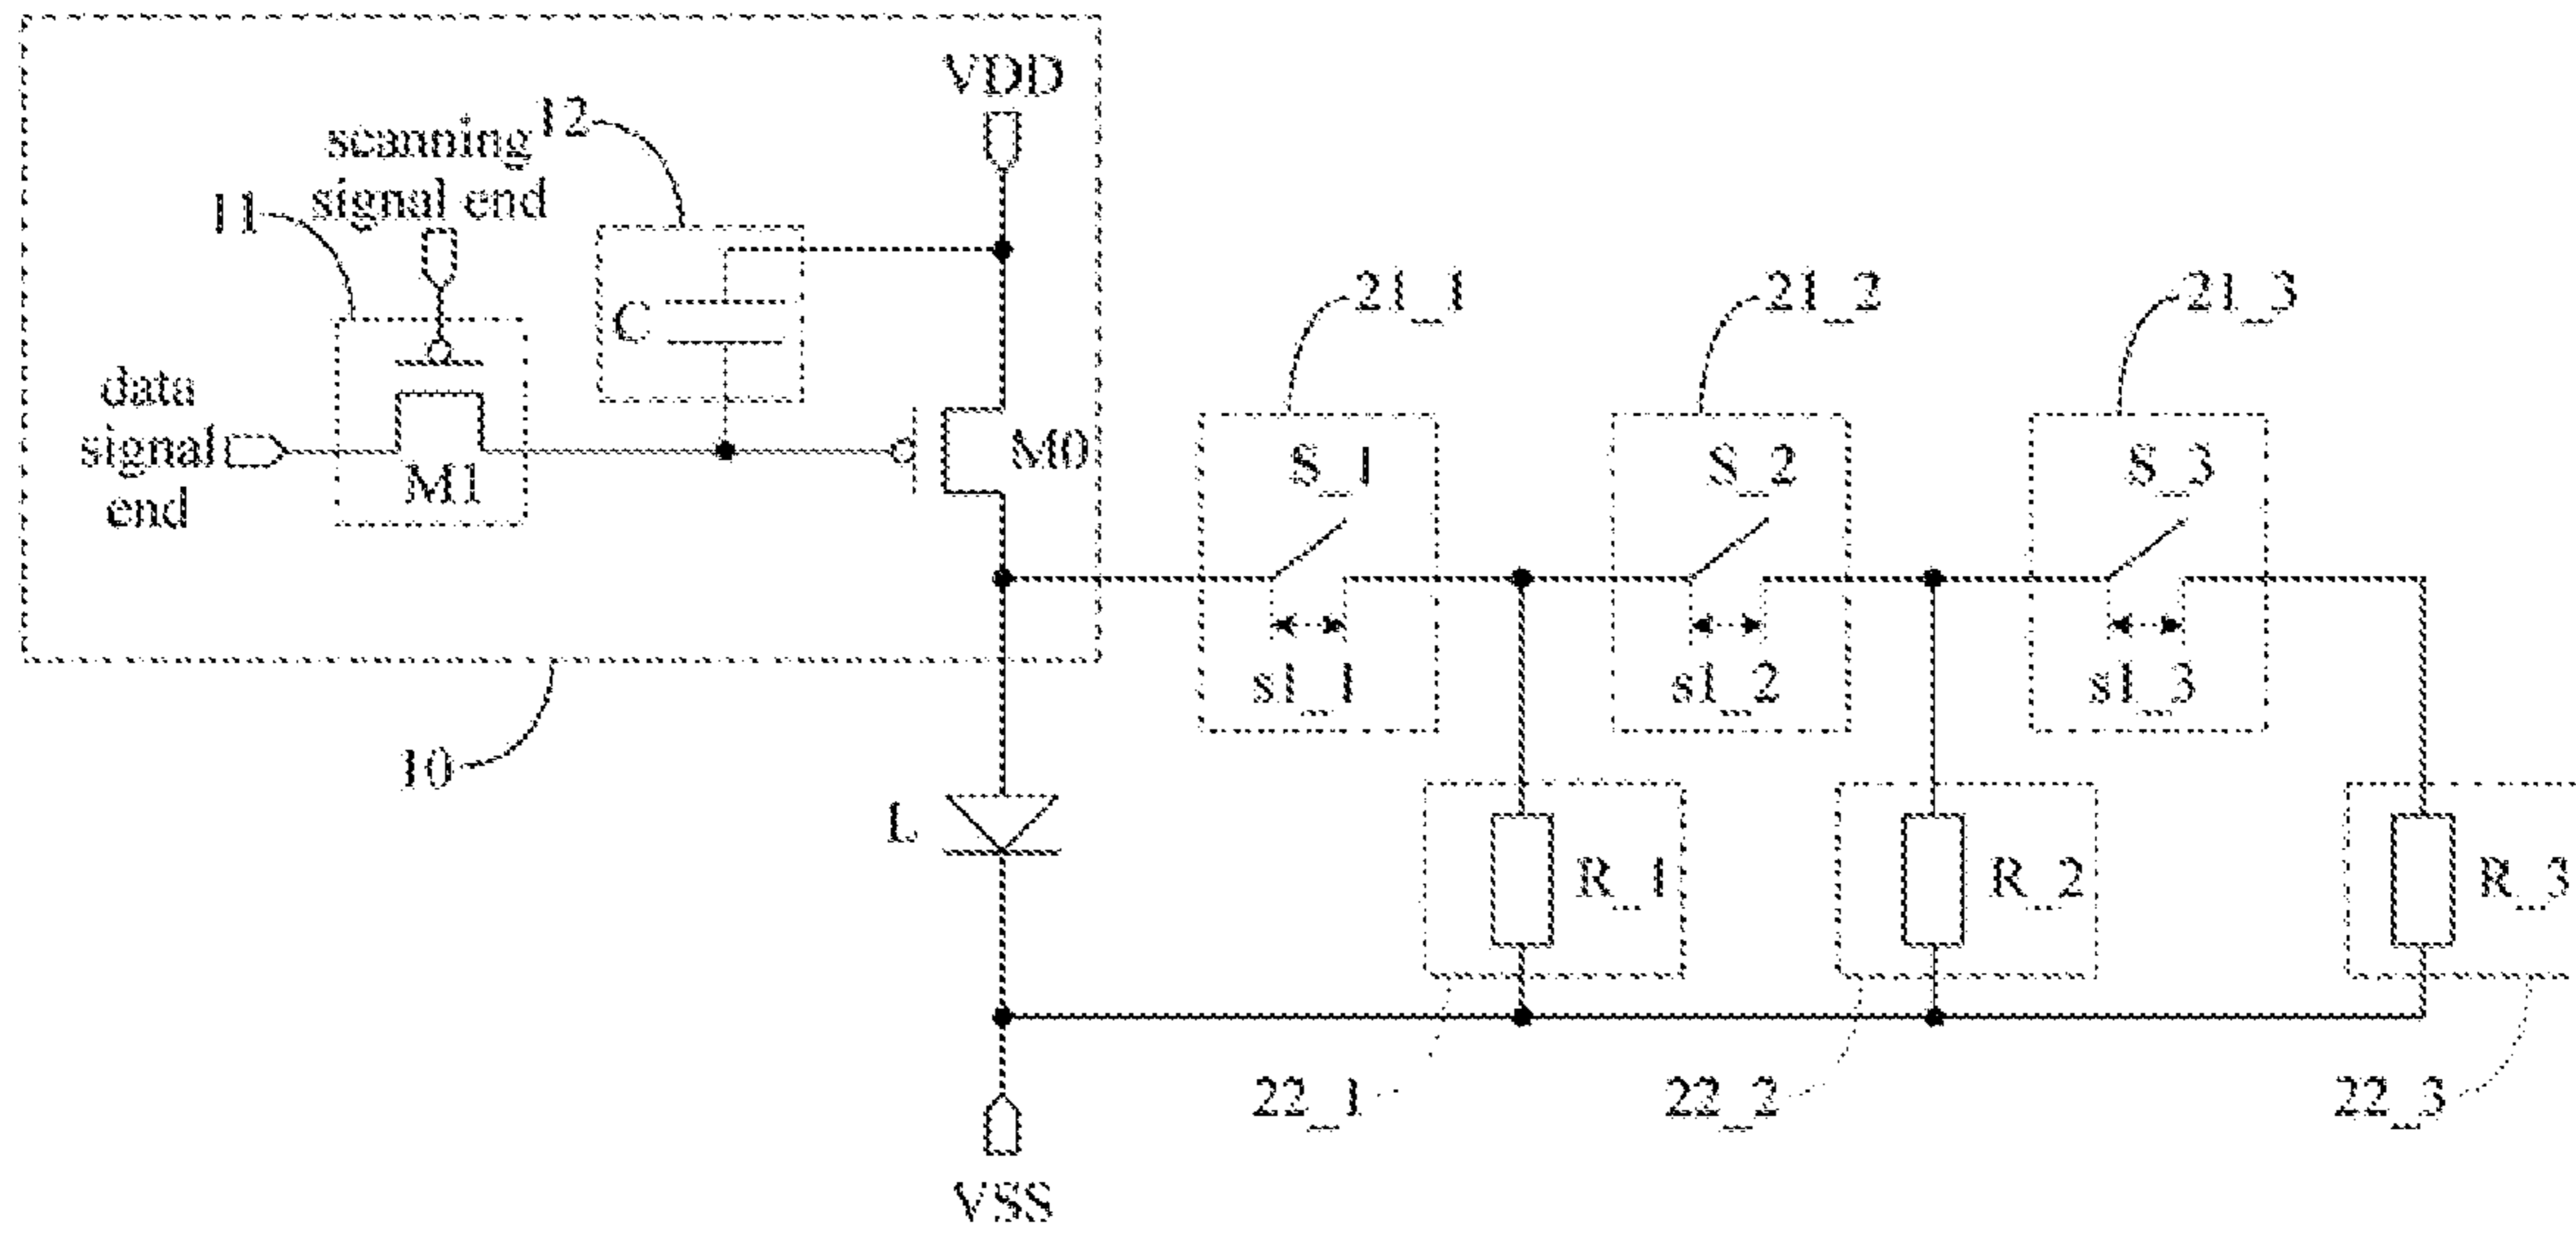 VDD
12
scanning
signal end
11
C
data
signal
end
M1
M0
21_1
21_2
21_3
S_1
S_2
S_3
s1_1
s1_2
s1_3
10
L
R_1
R_2
R_3
22_1
22_2
22_3
VSS